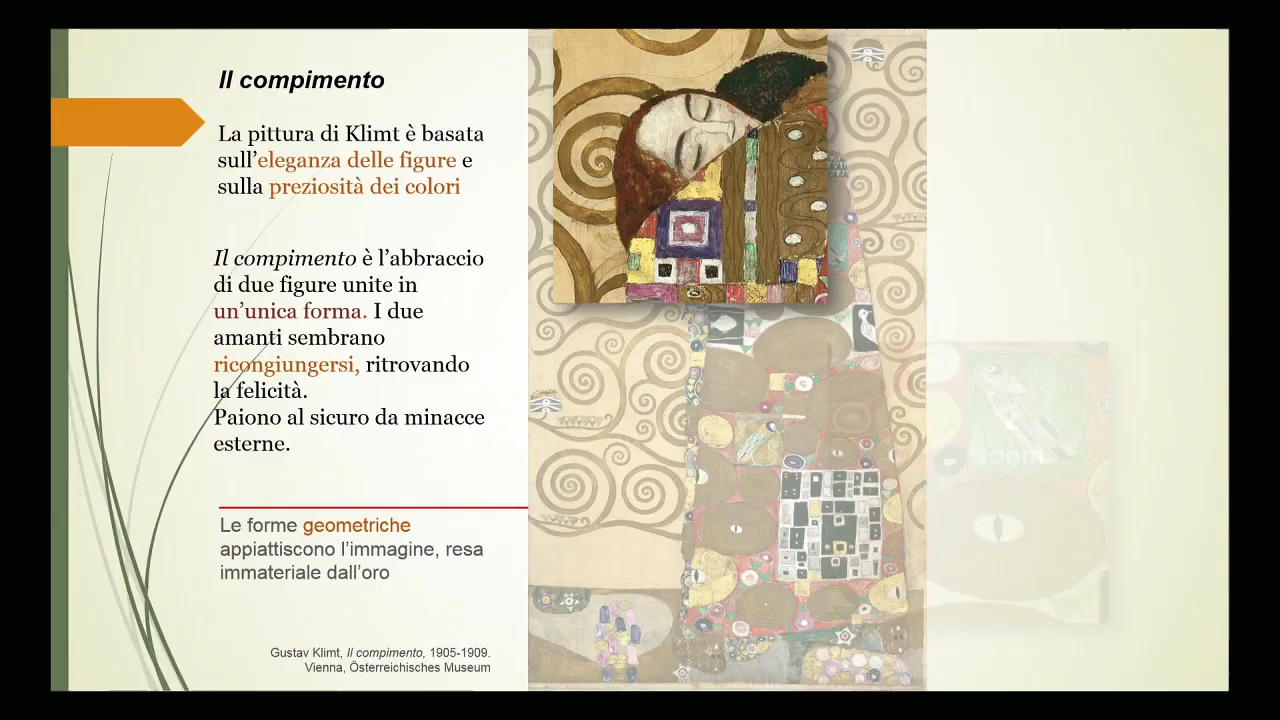 Il compimento
La pittura di Klimt è basata
sull’eleganza delle figure e
sulla preziosità dei colori
Il compimento è l’abbraccio
di due figure unite in
un’unica forma. I due
amanti sembrano
ricongiungersi, ritrovando
la felicità.
Paiono al sicuro da minacce
esterne.
Le forme geometriche
appiattiscono l’immagine, resa
immateriale dall’oro
Gustav Klimt, Il compimento, 1905-1909.
Vienna, Österreichisches Museum
zoom